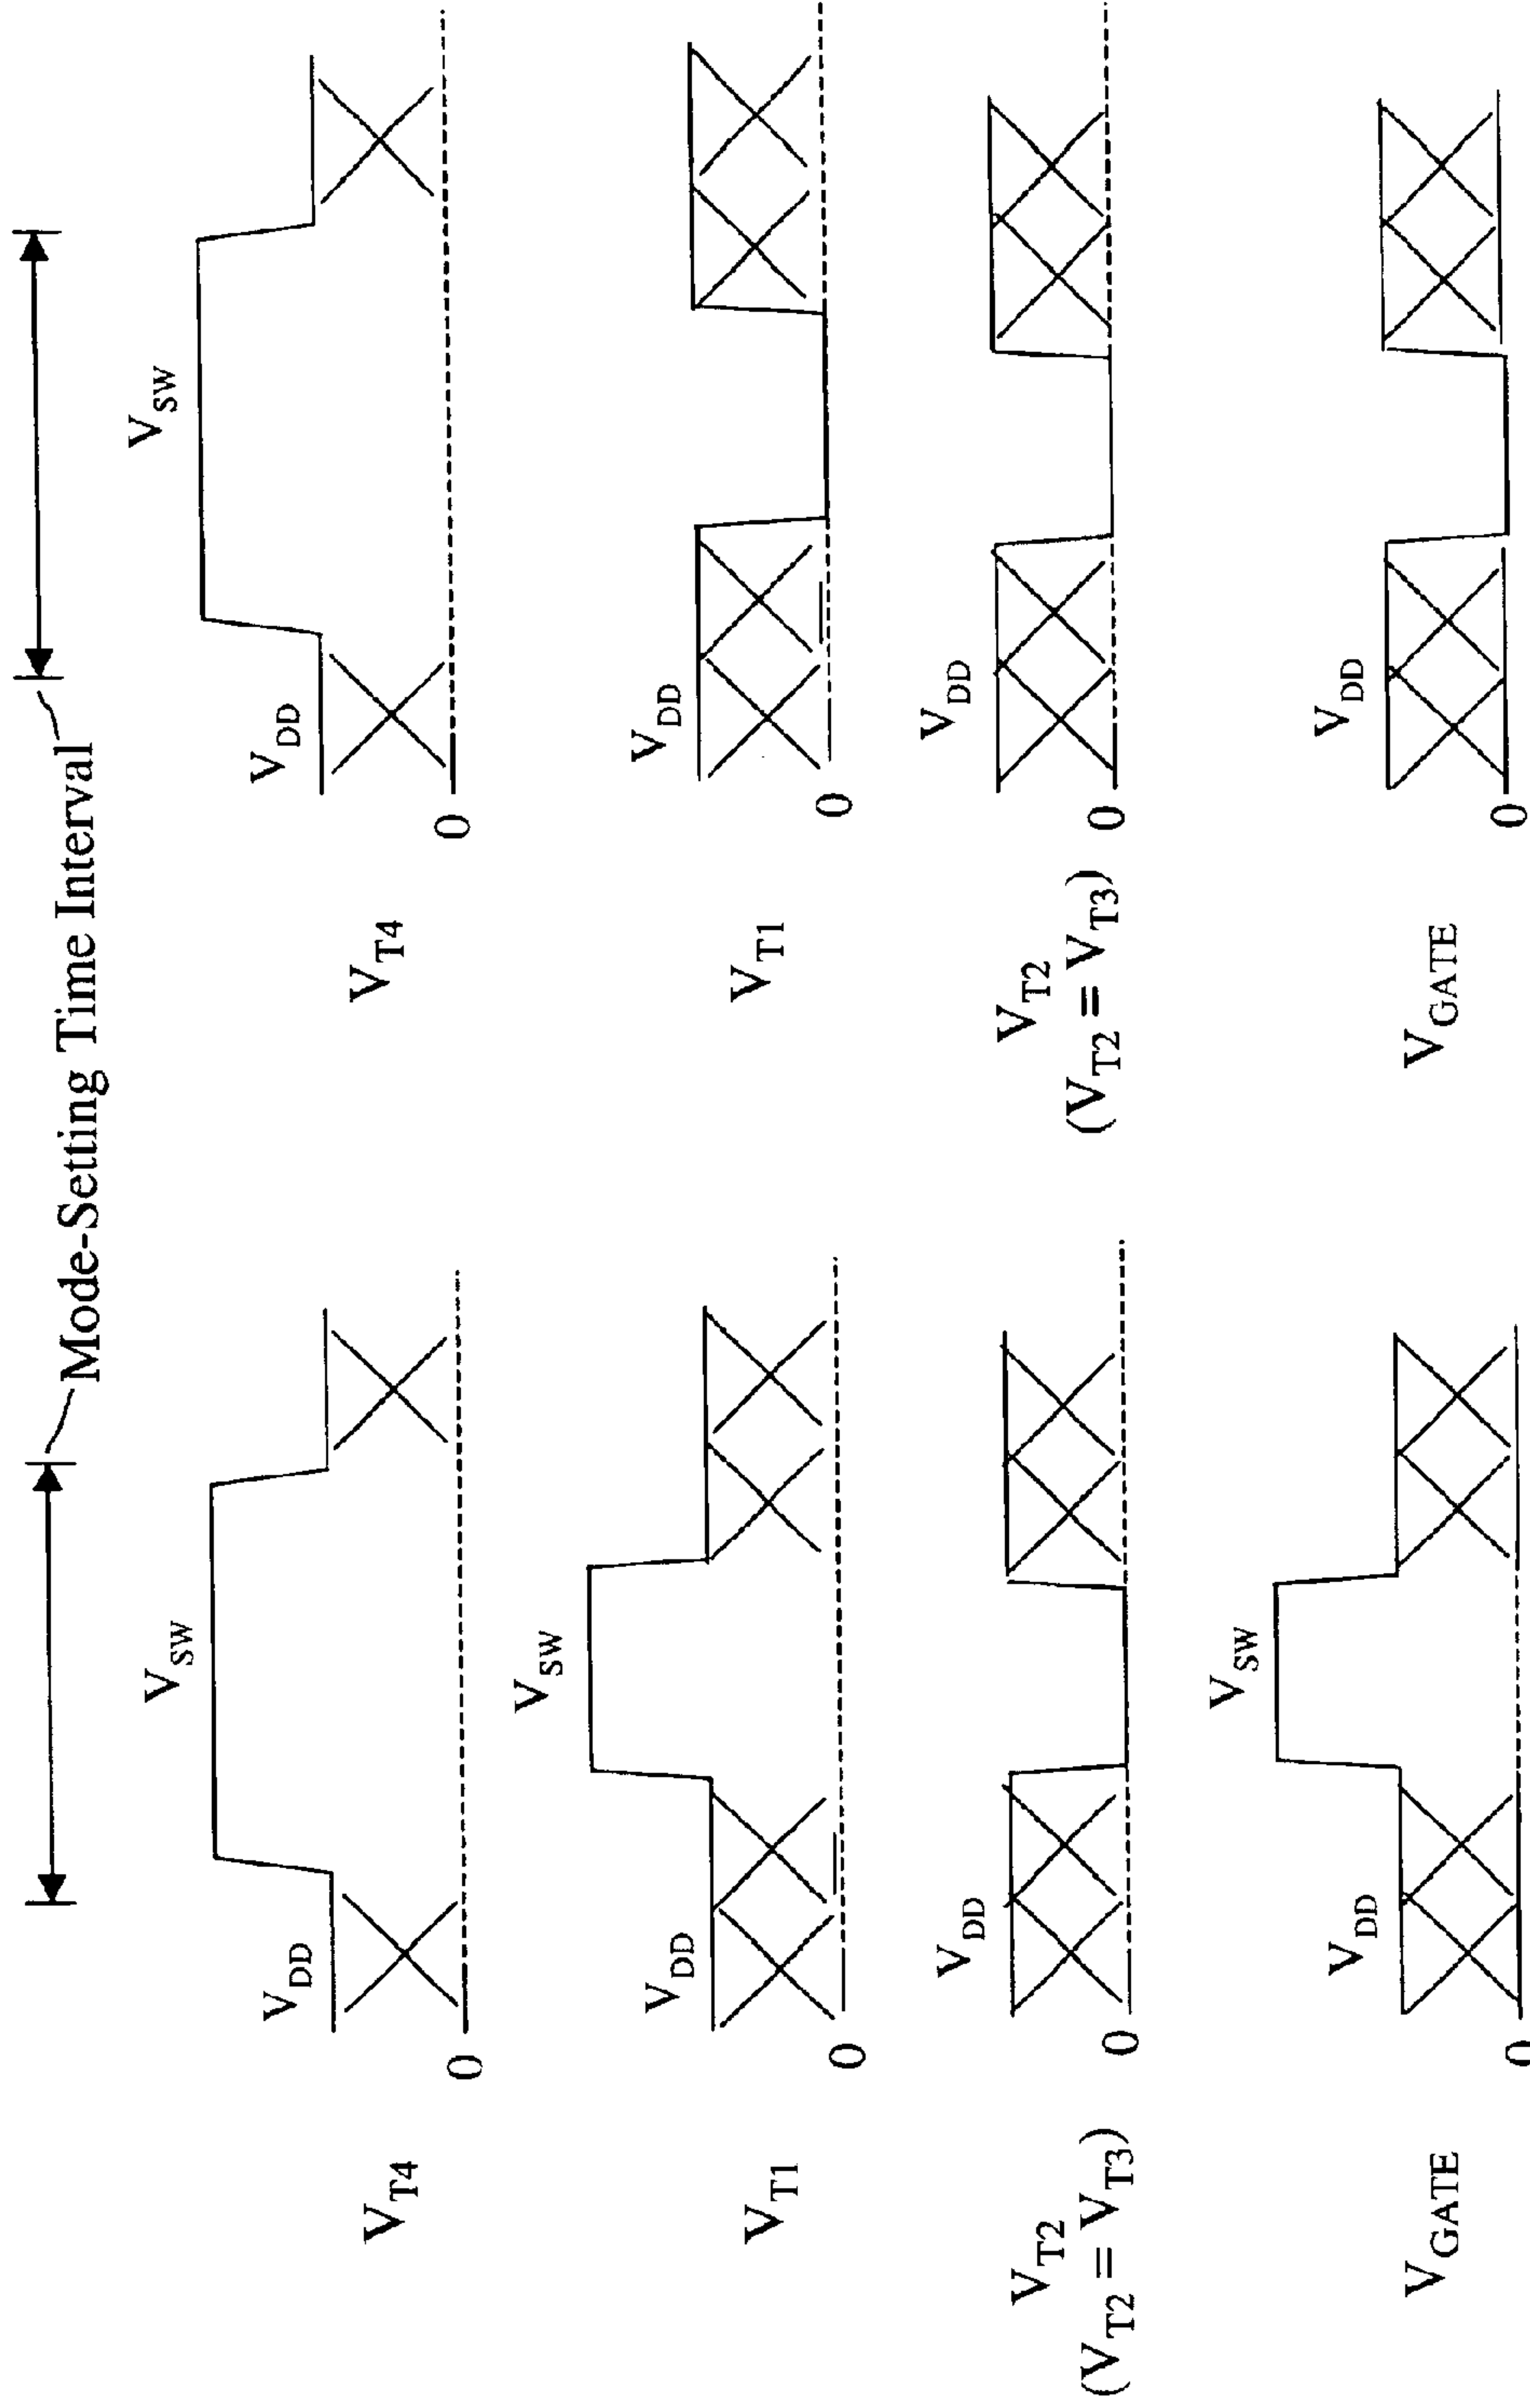 Mode-Setting Time Interval
V_SW
V_DD
V_T4
0
V_SW
V_DD
V_T1
0
V_DD
V_T2
(V_T2 = V_T3)
0
V_SW
V_DD
V_GATE
0
V_SW
V_DD
V_T4
0
V_DD
V_T1
0
V_DD
V_T2
(V_T2 = V_T3)
0
V_DD
V_GATE
0